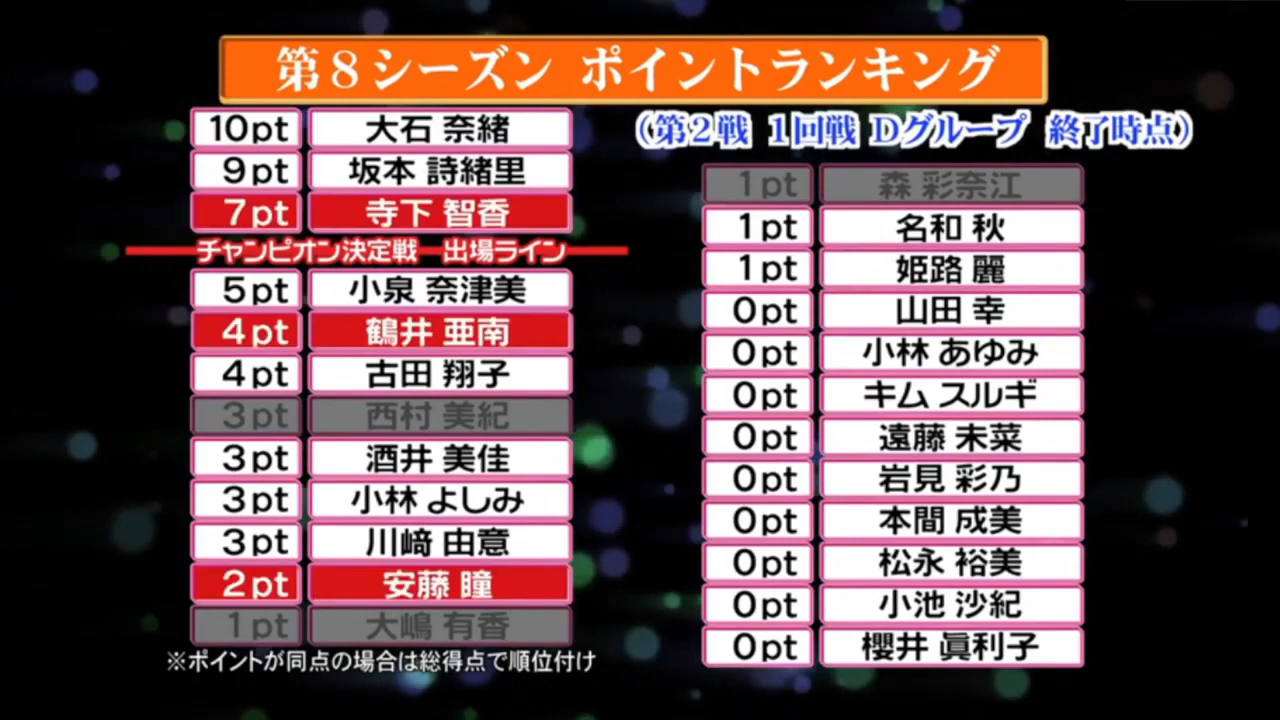 第８シーズン ポイントランキング
（第２戦 １回戦 Dグループ 終了時点）
10pt 大石 奈緒
9pt 坂本 詩緒里
7pt 寺下 智香
チャンピオン決定戦 出場ライン
5pt 小泉 奈津美
4pt 鶴井 亜南
4pt 古田 翔子
3pt 西村 美紀
3pt 酒井 美佳
3pt 小林 よしみ
3pt 川﨑 由意
2pt 安藤 瞳
1pt 大嶋 有香
※ポイントが同点の場合は総得点で順位付け
1pt 森 彩奈江
1pt 名和 秋
1pt 姫路 麗
0pt 山田 幸
0pt 小林 あゆみ
0pt キム スルギ
0pt 遠藤 未菜
0pt 岩見 彩乃
0pt 本間 成美
0pt 松永 裕美
0pt 小池 沙紀
0pt 櫻井 眞利子